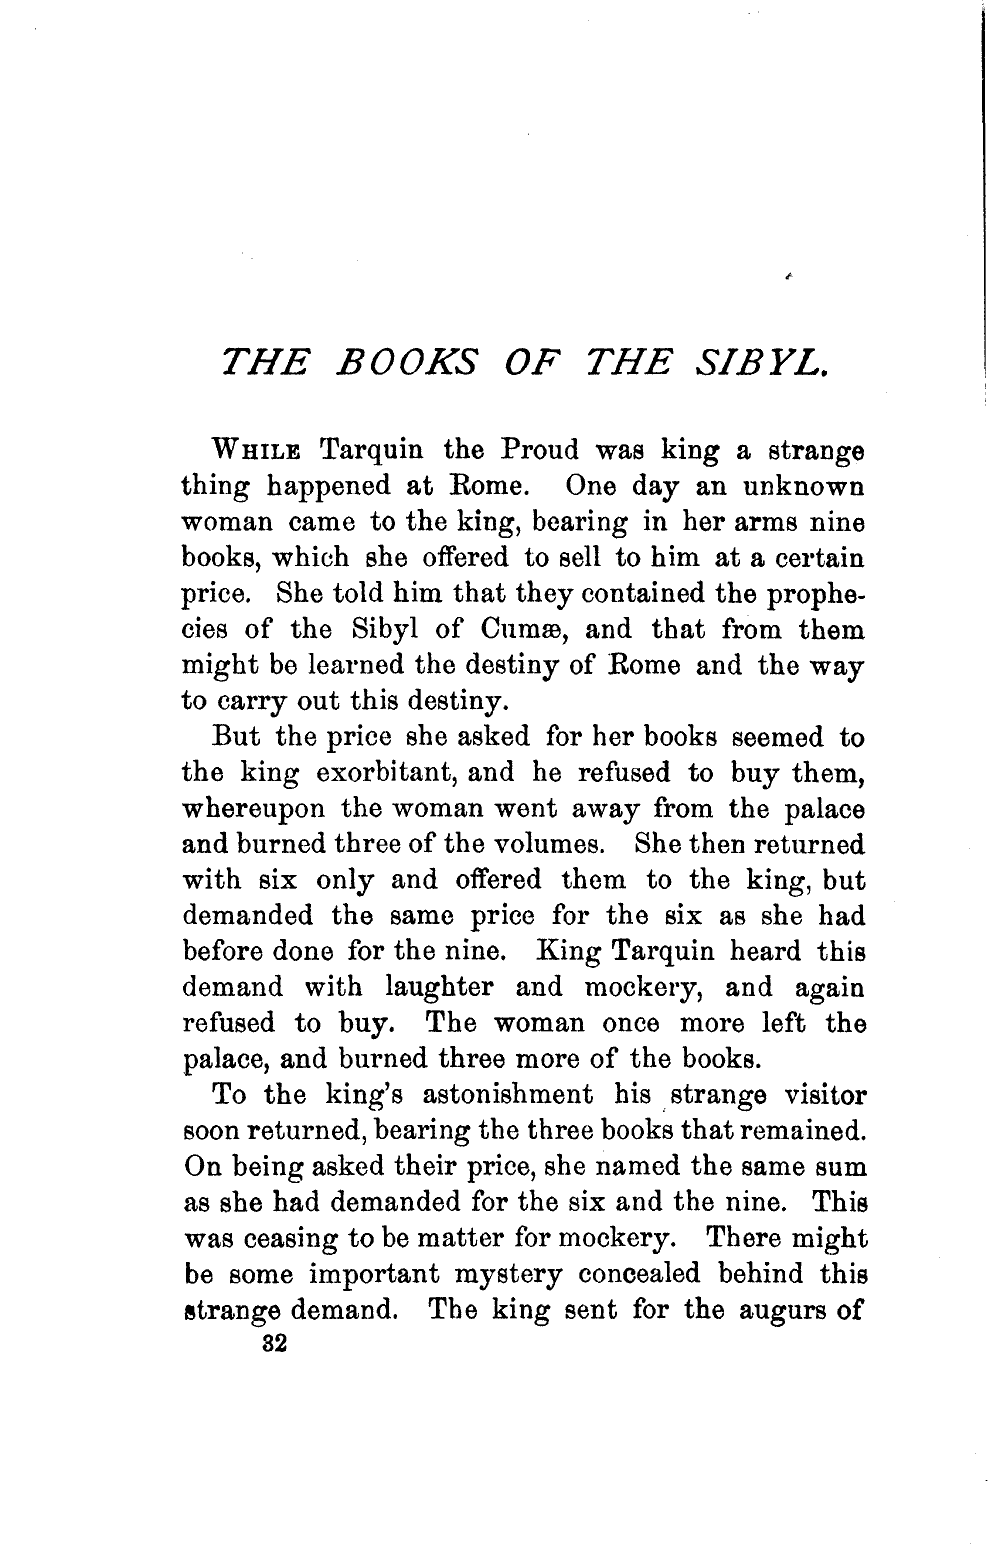 THE BOOKS OF THE SIBYL.
WHILE Tarquin the Proud was king a strange
thing happened at Rome. One day an unknown
woman came to the king, bearing in her arms nine
books, which she offered to sell to him at a certain
price. She told him that they contained the prophe-
cies of the Sibyl of Cumæ, and that from them
might be learned the destiny of Rome and the way
to carry out this destiny.
But the price she asked for her books seemed to
the king exorbitant, and he refused to buy them,
whereupon the woman went away from the palace
and burned three of the volumes. She then returned
with six only and offered them to the king, but
demanded the same price for the six as she had
before done for the nine. King Tarquin heard this
demand with laughter and mockery, and again
refused to buy. The woman once more left the
palace, and burned three more of the books.
To the king's astonishment his strange visitor
soon returned, bearing the three books that remained.
On being asked their price, she named the same sum
as she had demanded for the six and the nine. This
was ceasing to be matter for mockery. There might
be some important mystery concealed behind this
strange demand. The king sent for the augurs of
32